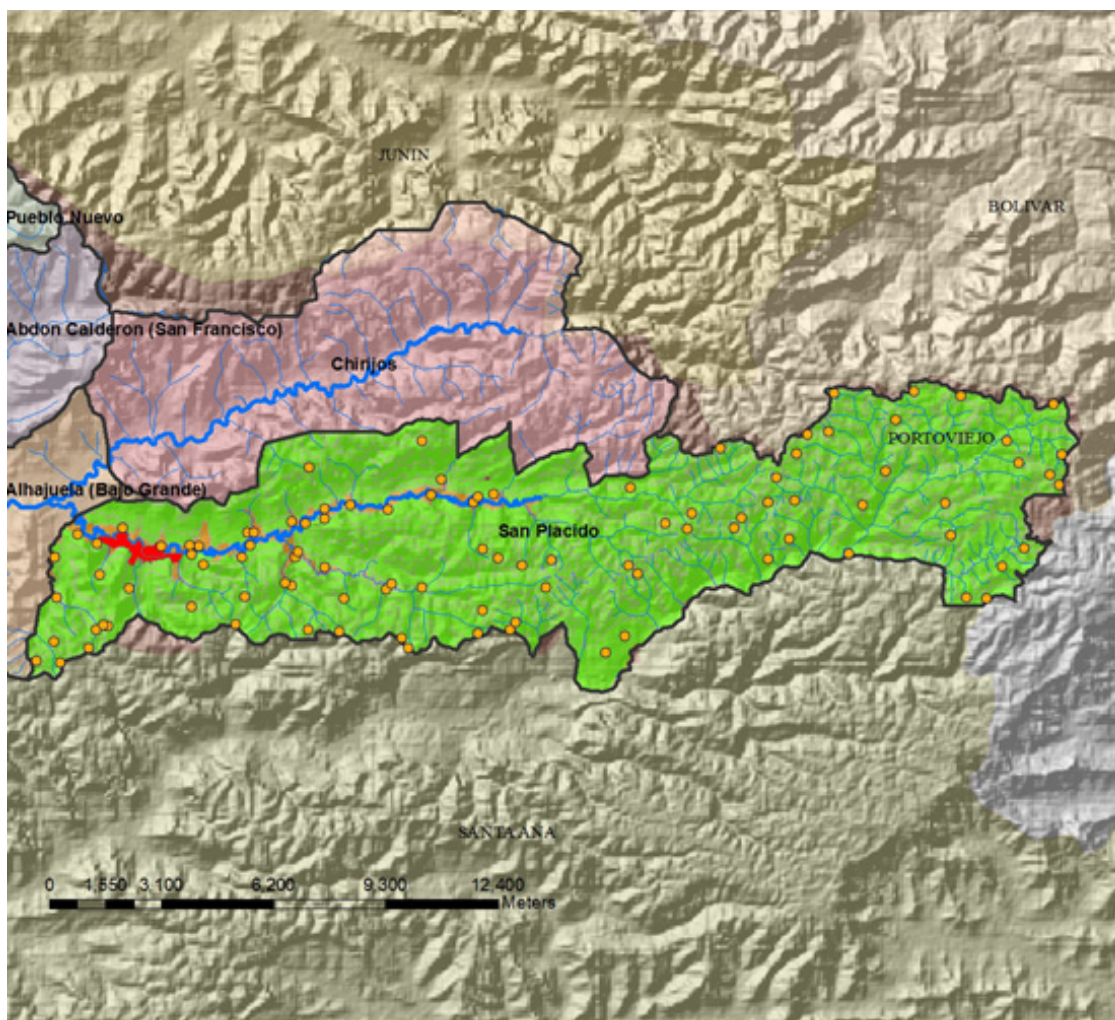 JUNIN
BOLIVAR
Pueblo Nuevo
Abdon Calderon (San Francisco)
Chirijos
PORTOVIEJO
Alhajuela (Bajo Grande)
San Placido
SANTA ANA
0 1,550 3,100 6,200 9,300 12,400
Meters